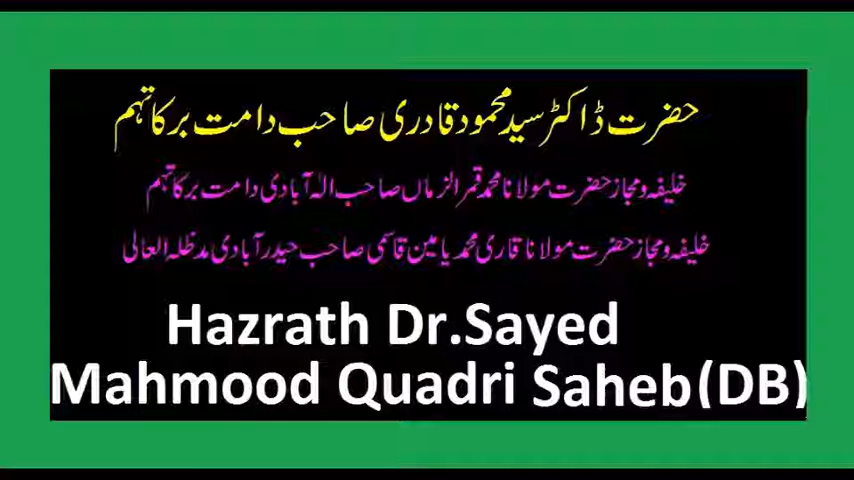 حضرت ڈاکٹر سید محمود قادری صاحب دامت برکاتہم
خلیفہ و مجاز حضرت مولانا محمد قمر الزماں صاحب الٰہ آبادی دامت برکاتہم
خلیفہ و مجاز حضرت مولانا قاری محمد یامین قاسمی صاحب حیدرآبادی مدظلہ العالی
Hazrath Dr.Sayed
Mahmood Quadri Saheb(DB)